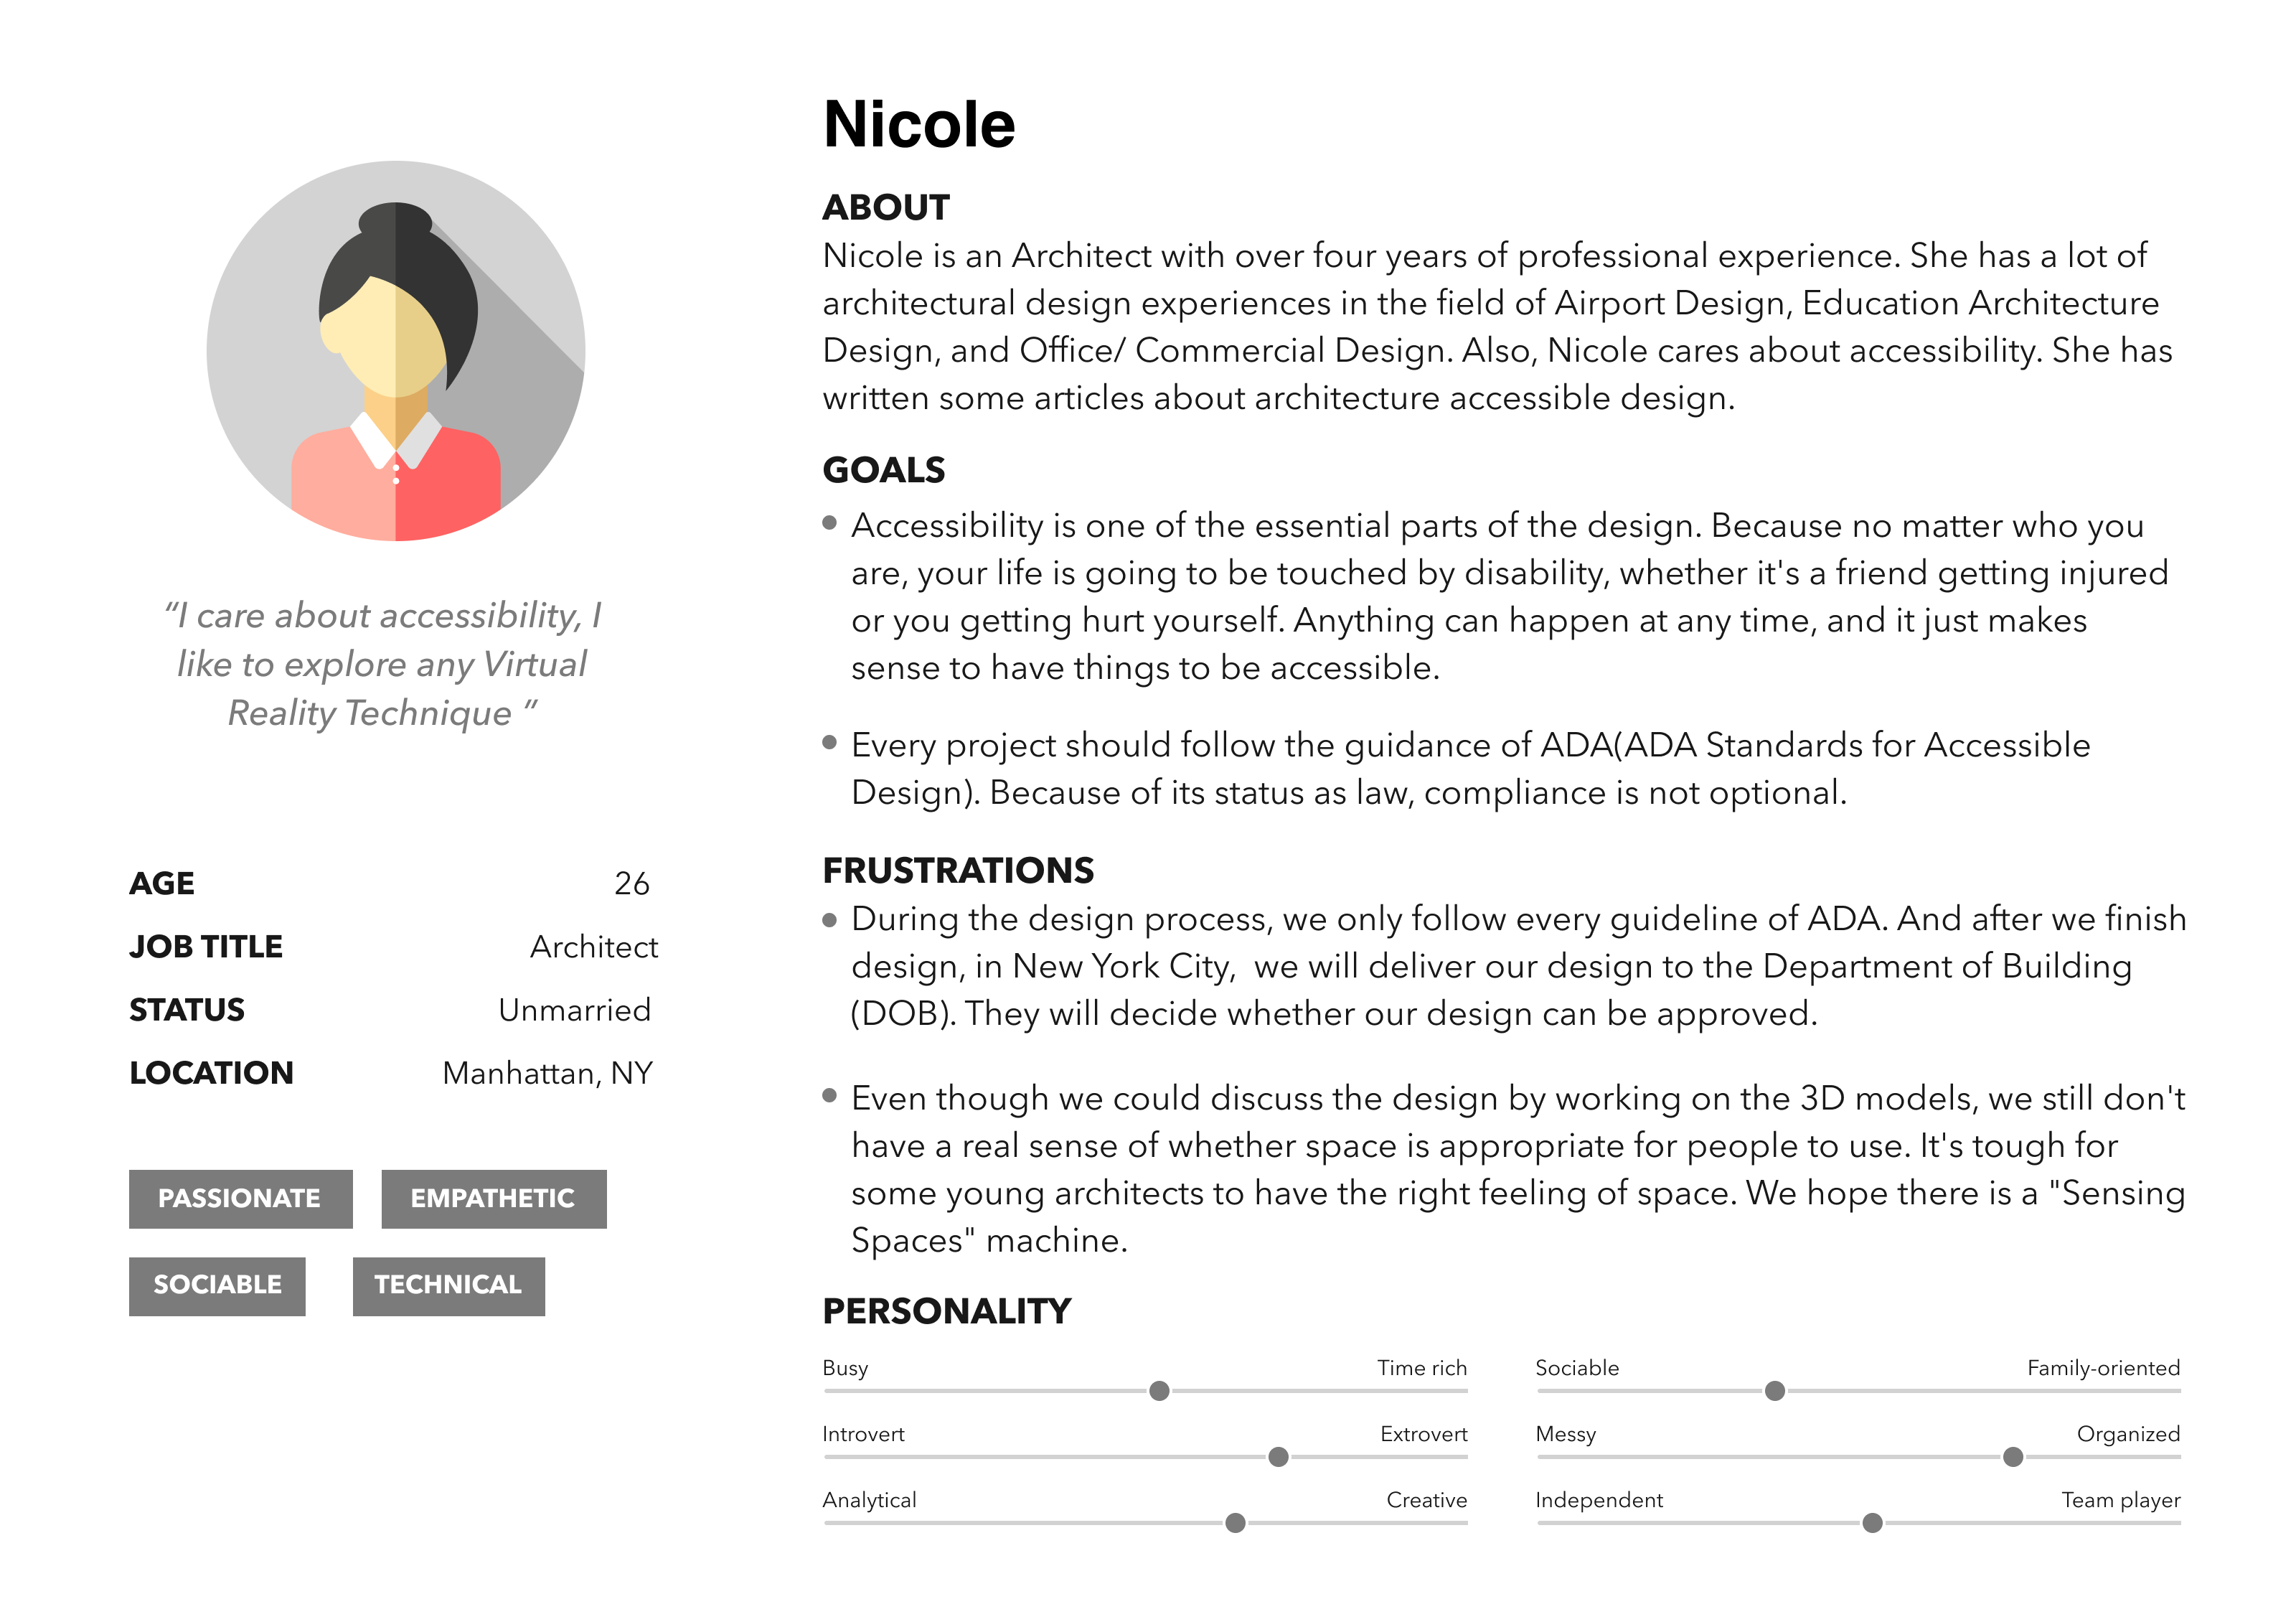 Nicole
ABOUT
Nicole is an Architect with over four years of professional experience. She has a lot of
architectural design experiences in the field of Airport Design, Education Architecture
Design, and Office/ Commercial Design. Also, Nicole cares about accessibility. She has
written some articles about architecture accessible design.
GOALS
Accessibility is one of the essential parts of the design. Because no matter who you
are, your life is going to be touched by disability, whether it's a friend getting injured
or you getting hurt yourself. Anything can happen at any time, and it just makes
sense to have things to be accessible.
Every project should follow the guidance of ADA(ADA Standards for Accessible
Design). Because of its status as law, compliance is not optional.
FRUSTRATIONS
During the design process, we only follow every guideline of ADA. And after we finish
design, in New York City,  we will deliver our design to the Department of Building
(DOB). They will decide whether our design can be approved.
Even though we could discuss the design by working on the 3D models, we still don't
have a real sense of whether space is appropriate for people to use. It's tough for
some young architects to have the right feeling of space. We hope there is a "Sensing
Spaces" machine.
PERSONALITY
Busy Time rich
Introvert Extrovert
Analytical Creative
Sociable Family-oriented
Messy Organized
Independent Team player
“I care about accessibility, I
like to explore any Virtual
Reality Technique ”
AGE 26
JOB TITLE Architect
STATUS Unmarried
LOCATION Manhattan, NY
PASSIONATE EMPATHETIC
SOCIABLE TECHNICAL